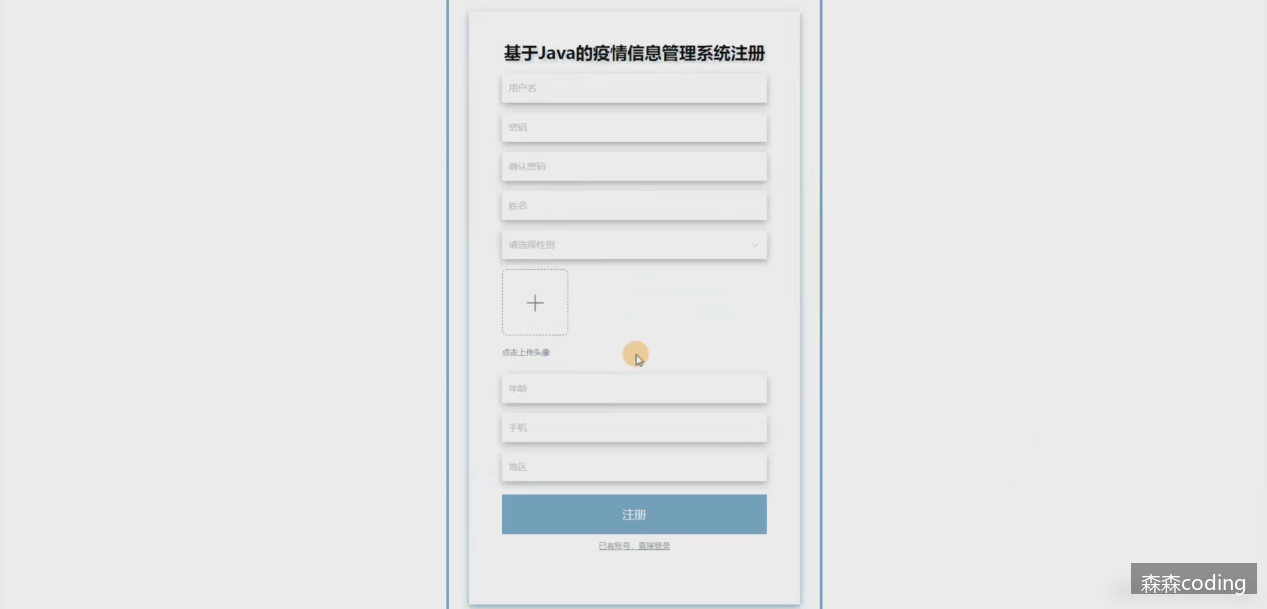 基于Java的疫情信息管理系统注册
用户名
密码
确认密码
姓名
请选择性别
点击上传头像
年龄
手机
地区
注册
已有账号，直接登录
森森coding